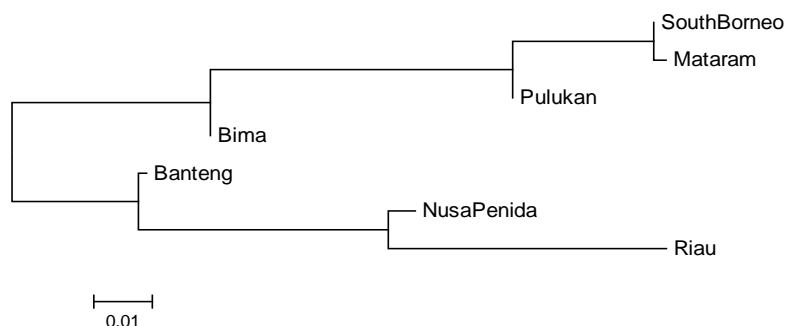 SouthBorneo
Mataram
Pulukan
Bima
Banteng
NusaPenida
Riau
0.01